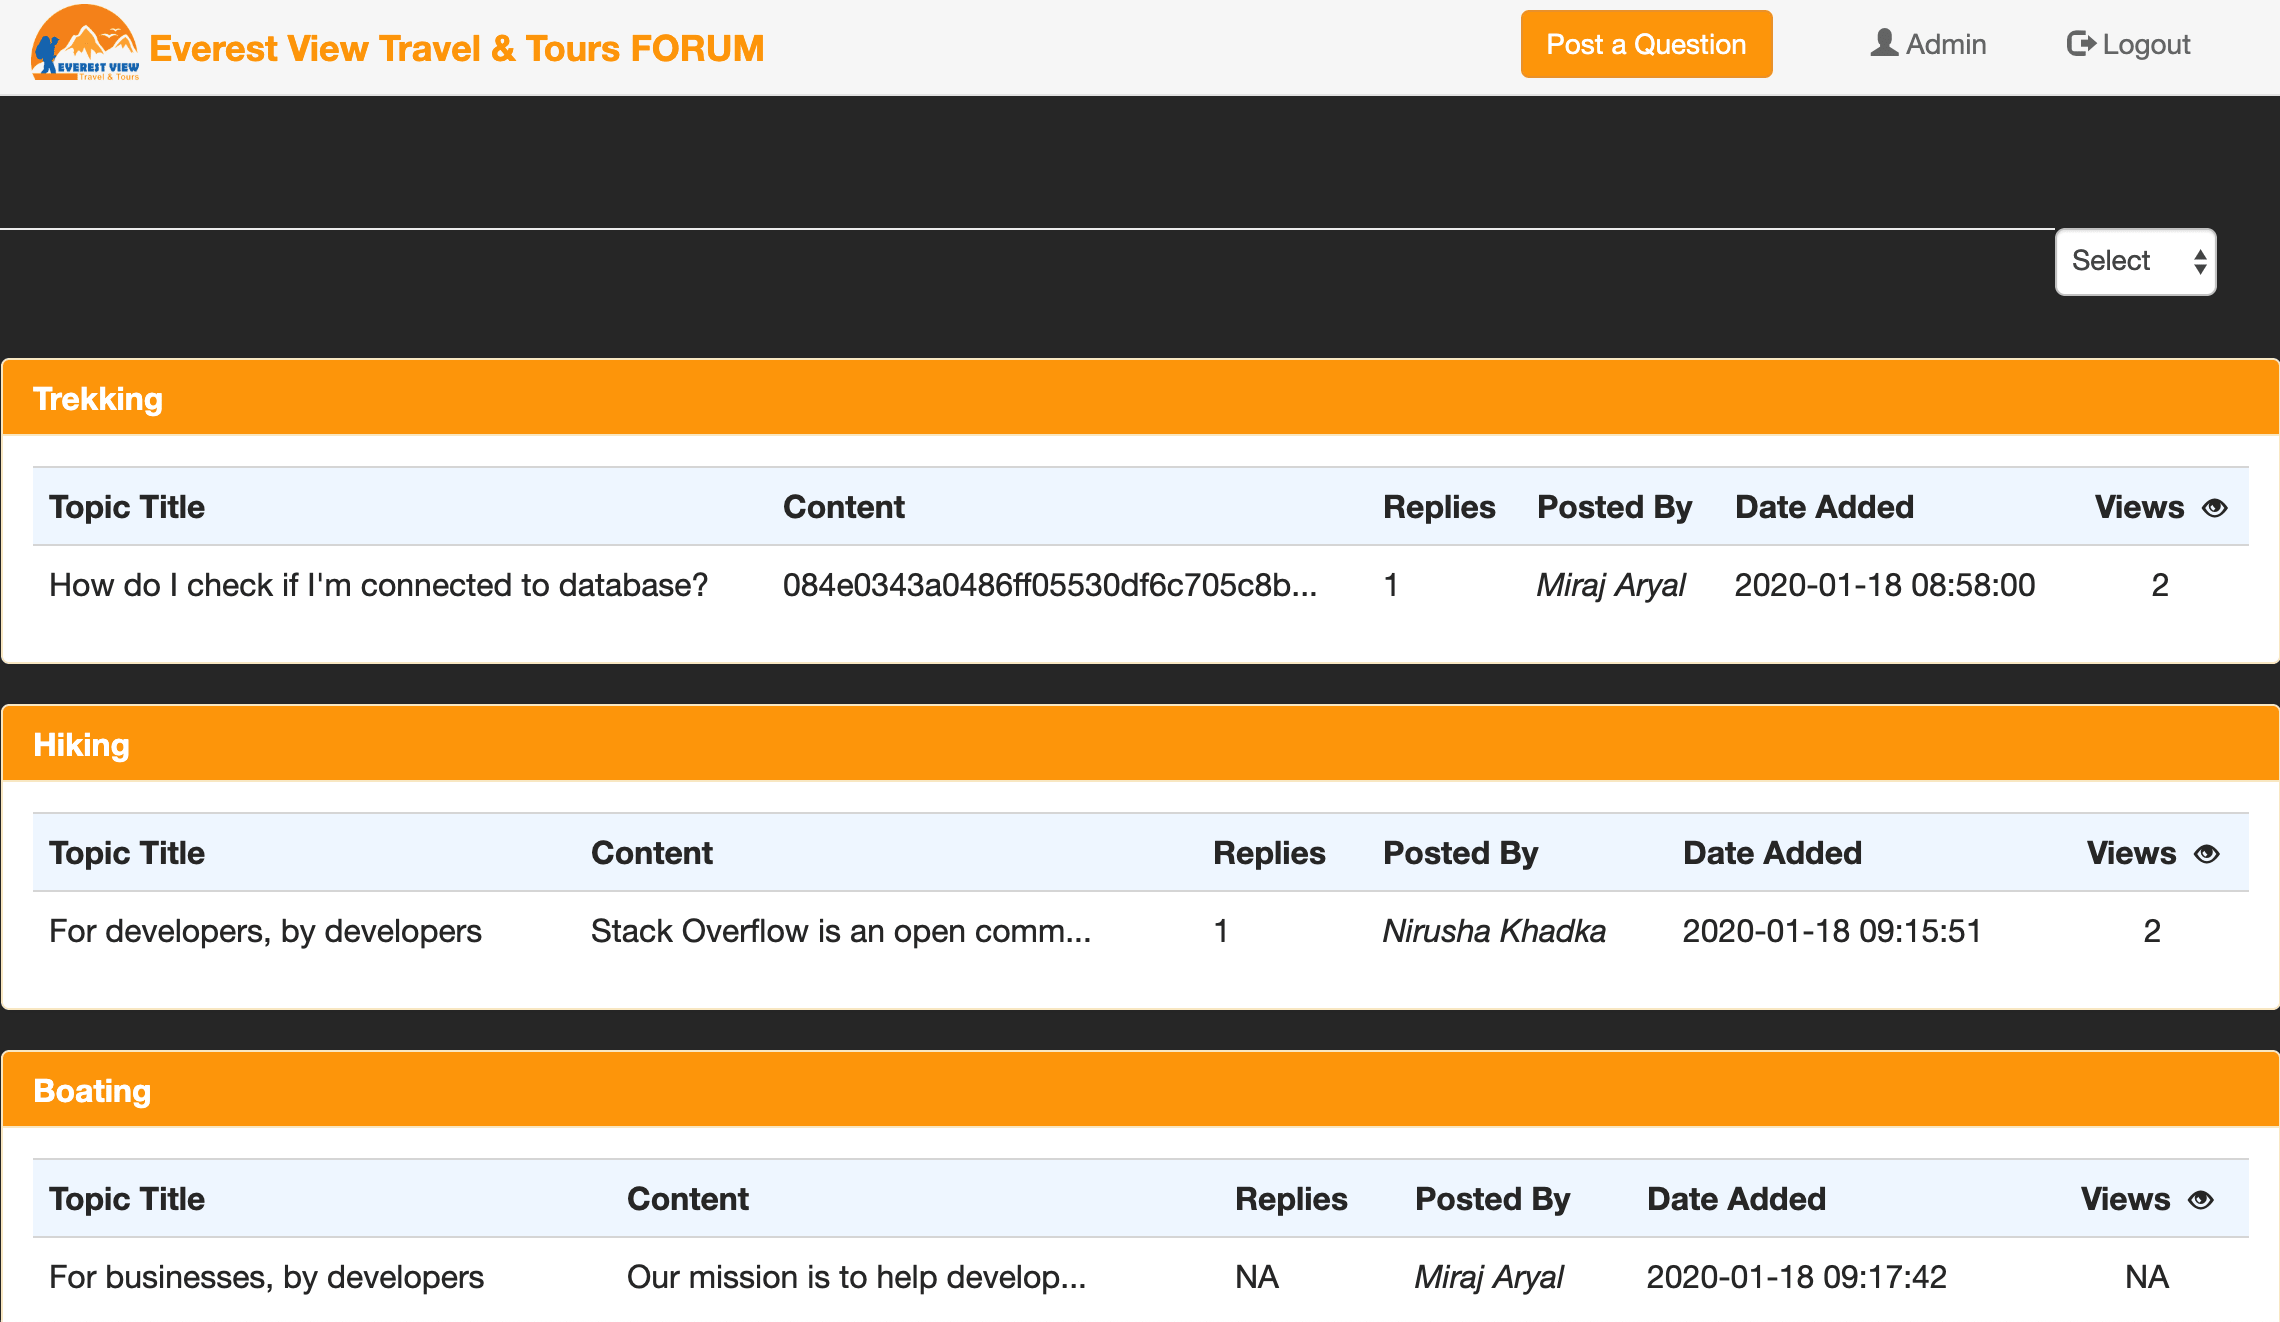 EVEREST VIEW
Travel & Tours
Everest View Travel & Tours FORUM
Post a Question
Admin
Logout
Select
Trekking
Topic Title Content Replies Posted By Date Added Views
How do I check if I'm connected to database? 084e0343a0486ff05530df6c705c8b... 1 Miraj Aryal 2020-01-18 08:58:00 2
Hiking
Topic Title Content Replies Posted By Date Added Views
For developers, by developers Stack Overflow is an open comm... 1 Nirusha Khadka 2020-01-18 09:15:51 2
Boating
Topic Title Content Replies Posted By Date Added Views
For businesses, by developers Our mission is to help develop... NA Miraj Aryal 2020-01-18 09:17:42 NA